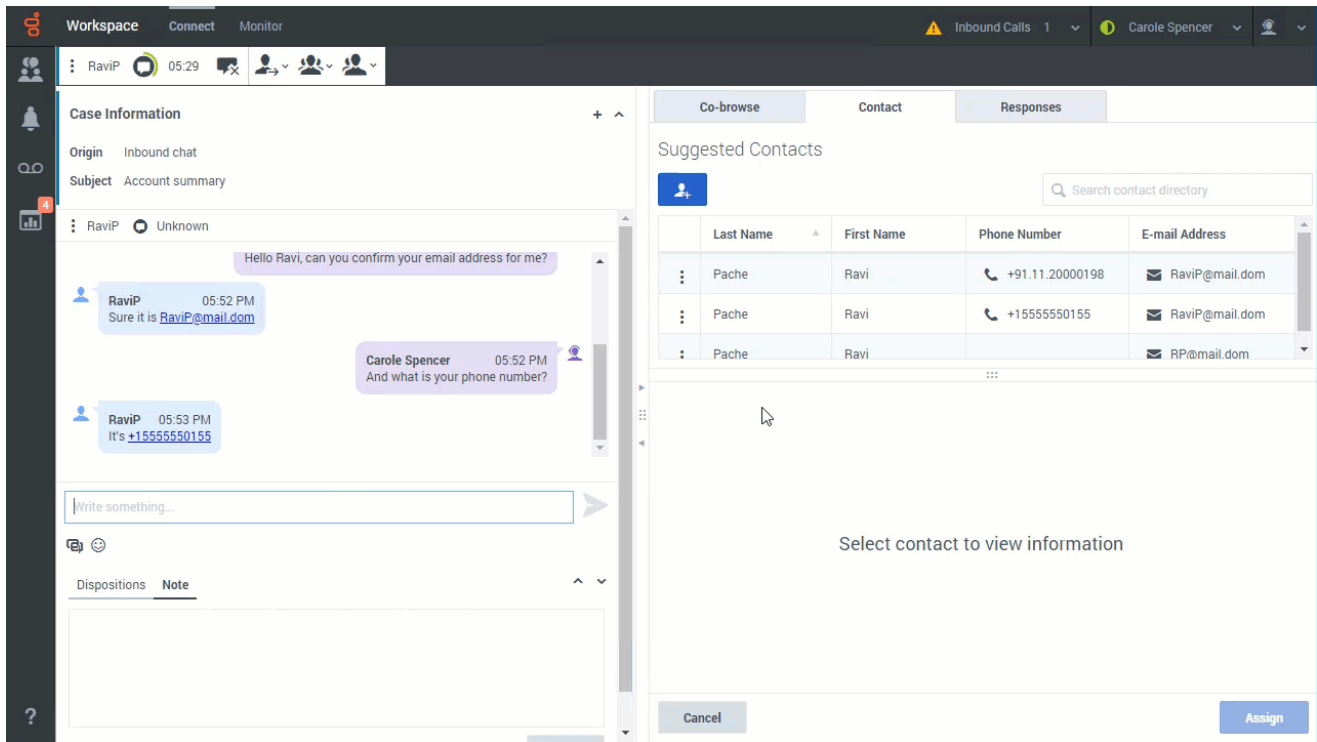 Workspace Connect Monitor Inbound Calls 1 Carole Spencer
RaviP 05:29
Case Information
Origin Inbound chat
Subject Account summary
4
RaviP Unknown
Hello Ravi, can you confirm your email address for me?
RaviP 05:52 PM
Sure it is RaviP@mail.dom
Carole Spencer 05:52 PM
And what is your phone number?
RaviP 05:53 PM
It's +15555550155
Write something...
Dispositions Note
?
Co-browse Contact Responses
Suggested Contacts
Search contact directory
Last Name First Name Phone Number E-mail Address
Pache Ravi +91.11.20000198 RaviP@mail.dom
Pache Ravi +15555550155 RaviP@mail.dom
Pache Ravi RP@mail.dom
Select contact to view information
Cancel Assign